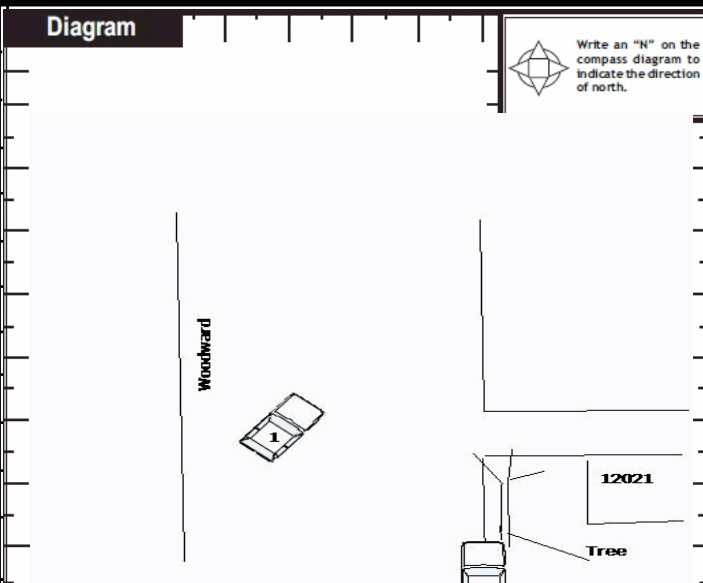 Diagram
Write an “N” on the
compass diagram to
indicate the direction
of north.
Woodward
1
12021
Tree